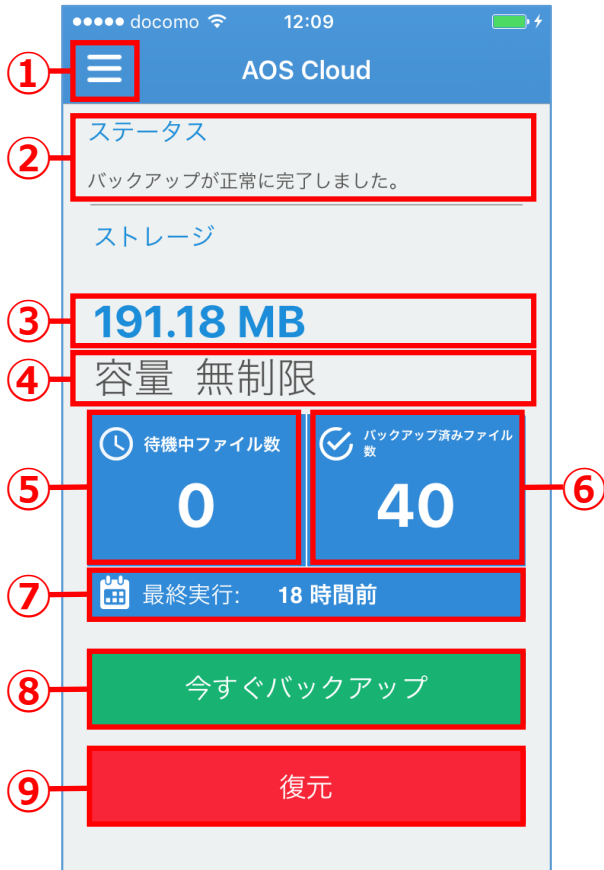 docomo 12:09
① AOS Cloud
② ステータス
バックアップが正常に完了しました。
ストレージ
③ 191.18 MB
④ 容量 無制限
⑤ 待機中ファイル数
0
バックアップ済みファイル
数
40 ⑥
⑦ 最終実行: 18 時間前
⑧ 今すぐバックアップ
⑨ 復元